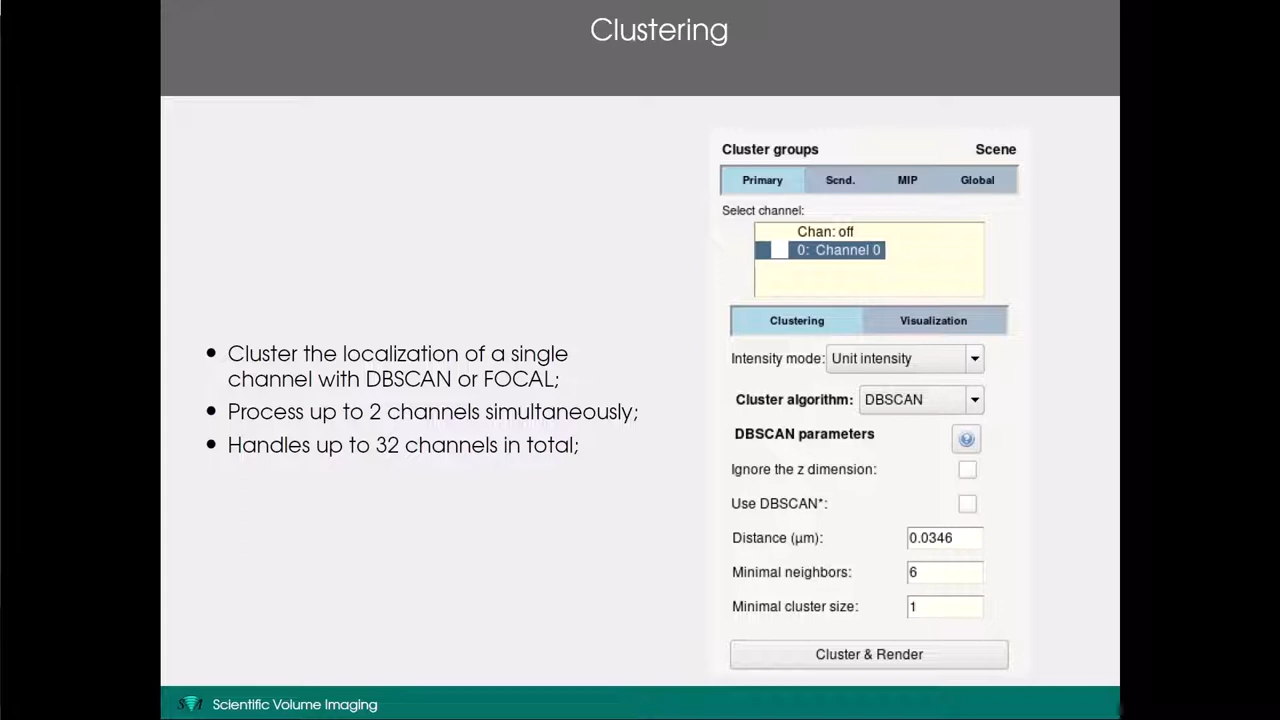 Clustering
• Cluster the localization of a single
channel with DBSCAN or FOCAL;
• Process up to 2 channels simultaneously;
• Handles up to 32 channels in total;
Cluster groups Scene
Primary Scnd. MIP Global
Select channel:
Chan: off
0: Channel 0
Clustering Visualization
Intensity mode: Unit intensity
Cluster algorithm: DBSCAN
DBSCAN parameters
Ignore the z dimension:
Use DBSCAN*:
Distance (µm): 0.0346
Minimal neighbors: 6
Minimal cluster size: 1
Cluster & Render
SVI Scientific Volume Imaging